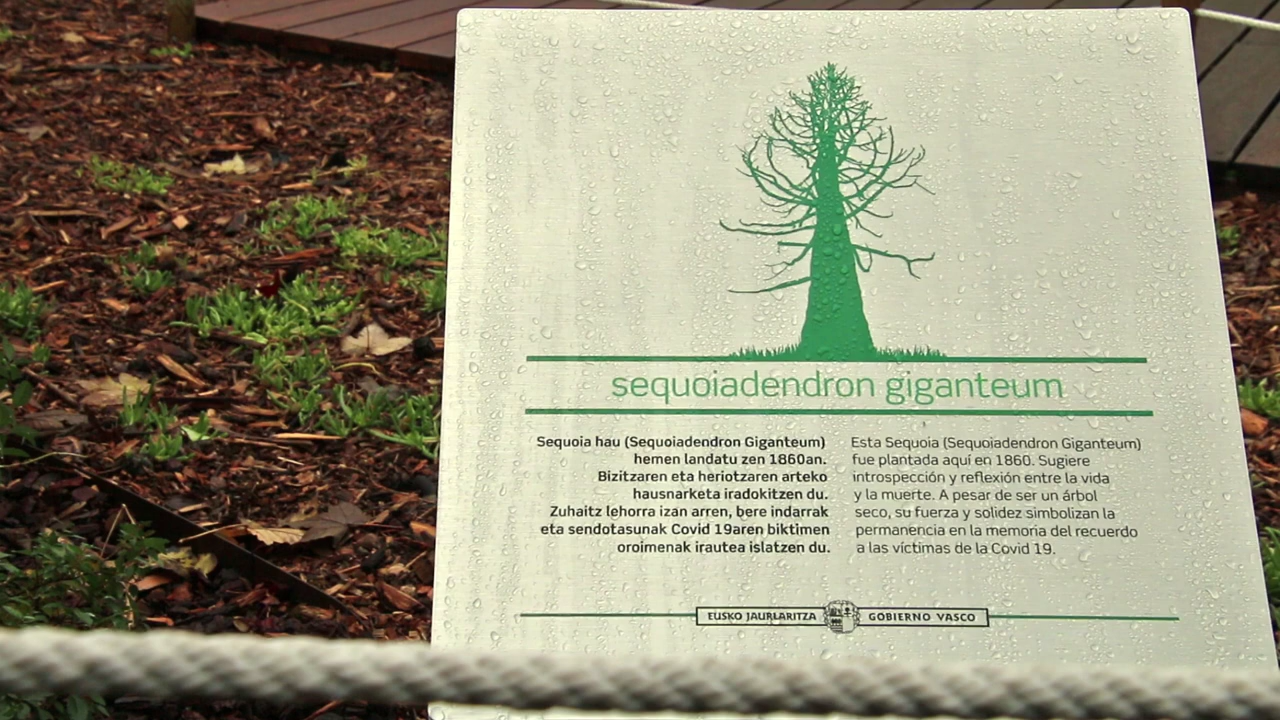 sequoiadendron giganteum
Sequoia hau (Sequoiadendron Giganteum)
hemen landatu zen 1860an.
Bizitzaren eta heriotzaren arteko
hausnarketa iradokitzen du.
Zuhaitz lehorra izan arren, bere indarrak
eta sendotasunak Covid 19aren biktimen
oroimenak irautea islatzen du.
Esta Sequoia (Sequoiadendron Giganteum)
fue plantada aquí en 1860. Sugiere
introspección y reflexión entre la vida
y la muerte. A pesar de ser un árbol
seco, su fuerza y solidez simbolizan la
permanencia en la memoria del recuerdo
a las víctimas de la Covid 19.
EUSKO JAURLARITZA GOBIERNO VASCO